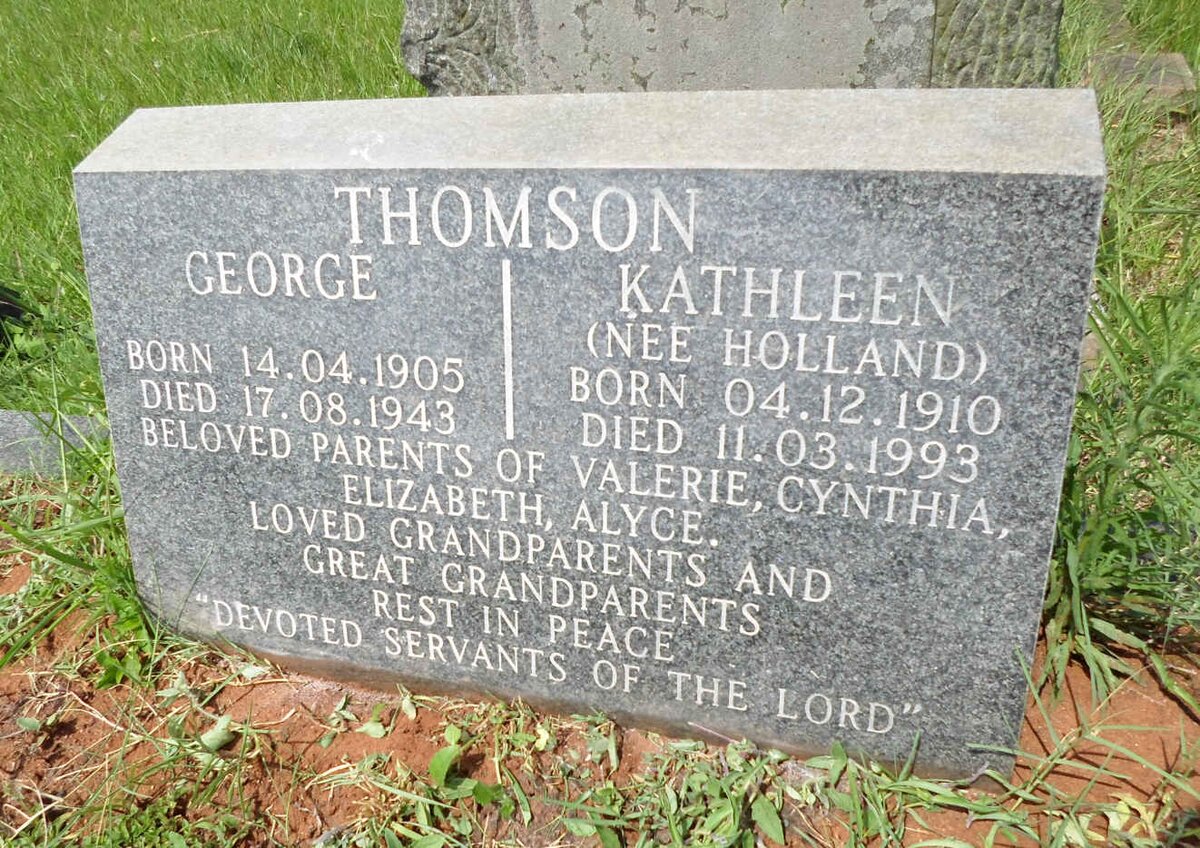 THOMSON
GEORGE
BORN 14.04.1905
DIED 17.08.1943
KATHLEEN
(NÈE HOLLAND)
BORN 04.12.1910
DIED 11.03.1993
BELOVED PARENTS OF VALERIE, CYNTHIA,
ELIZABETH, ALYCE.
LOVED GRANDPARENTS AND
GREAT GRANDPARENTS
REST IN PEACE
"DEVOTED SERVANTS OF THE LORD"